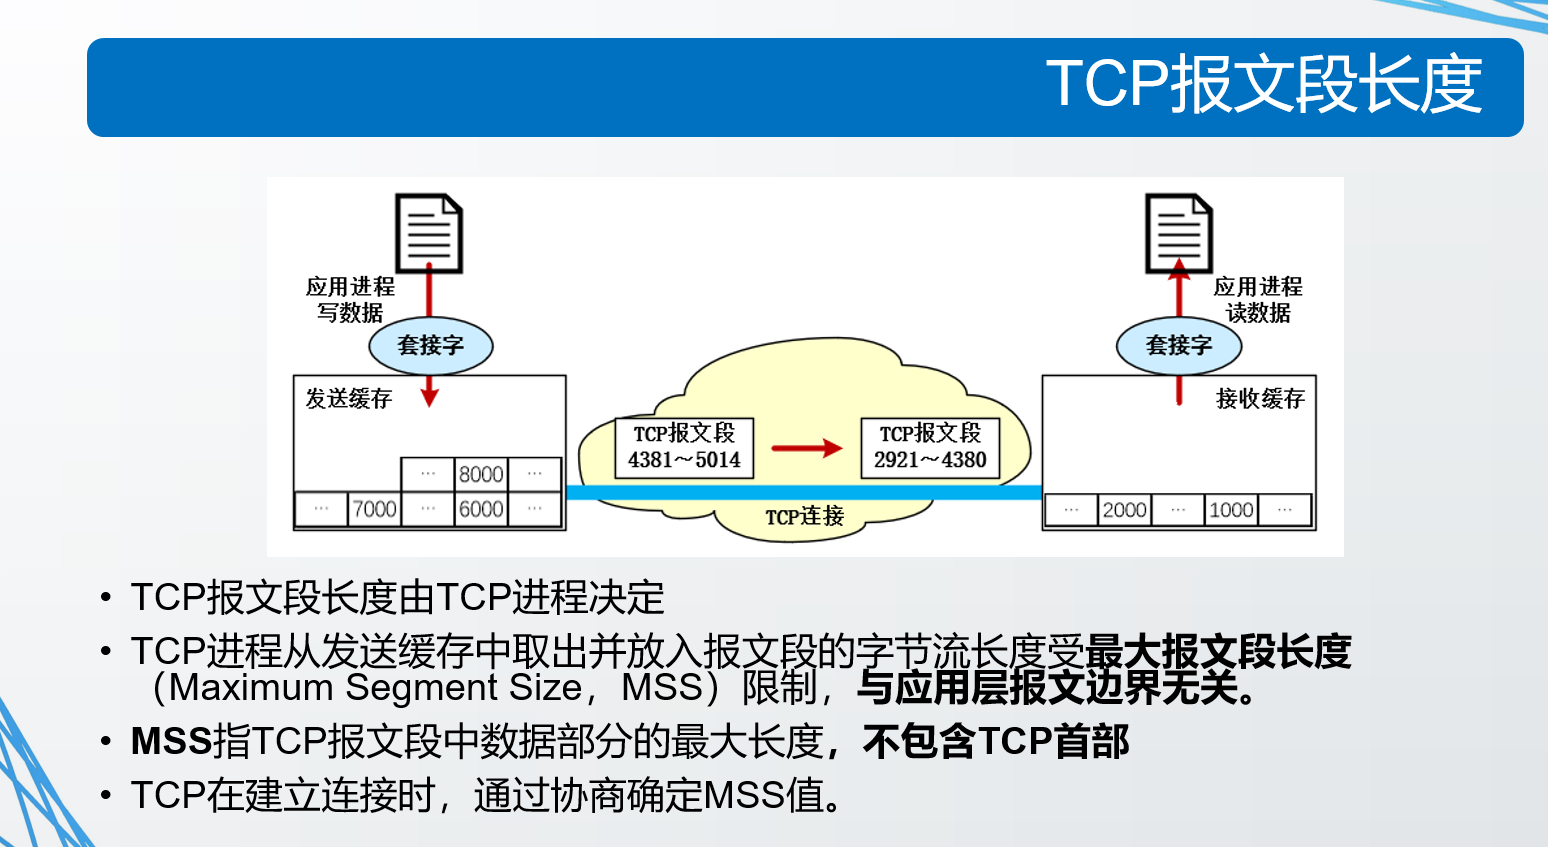 TCP报文段长度
应用进程
写数据
套接字
发送缓存
… 8000 …
… 7000 … 6000 …
TCP报文段
4381～5014
TCP报文段
2921～4380
TCP连接
应用进程
读数据
套接字
接收缓存
… 2000 … 1000 …
• TCP报文段长度由TCP进程决定
• TCP进程从发送缓存中取出并放入报文段的字节流长度受最大报文段长度
（Maximum Segment Size，MSS）限制，与应用层报文边界无关。
• MSS指TCP报文段中数据部分的最大长度，不包含TCP首部
• TCP在建立连接时，通过协商确定MSS值。